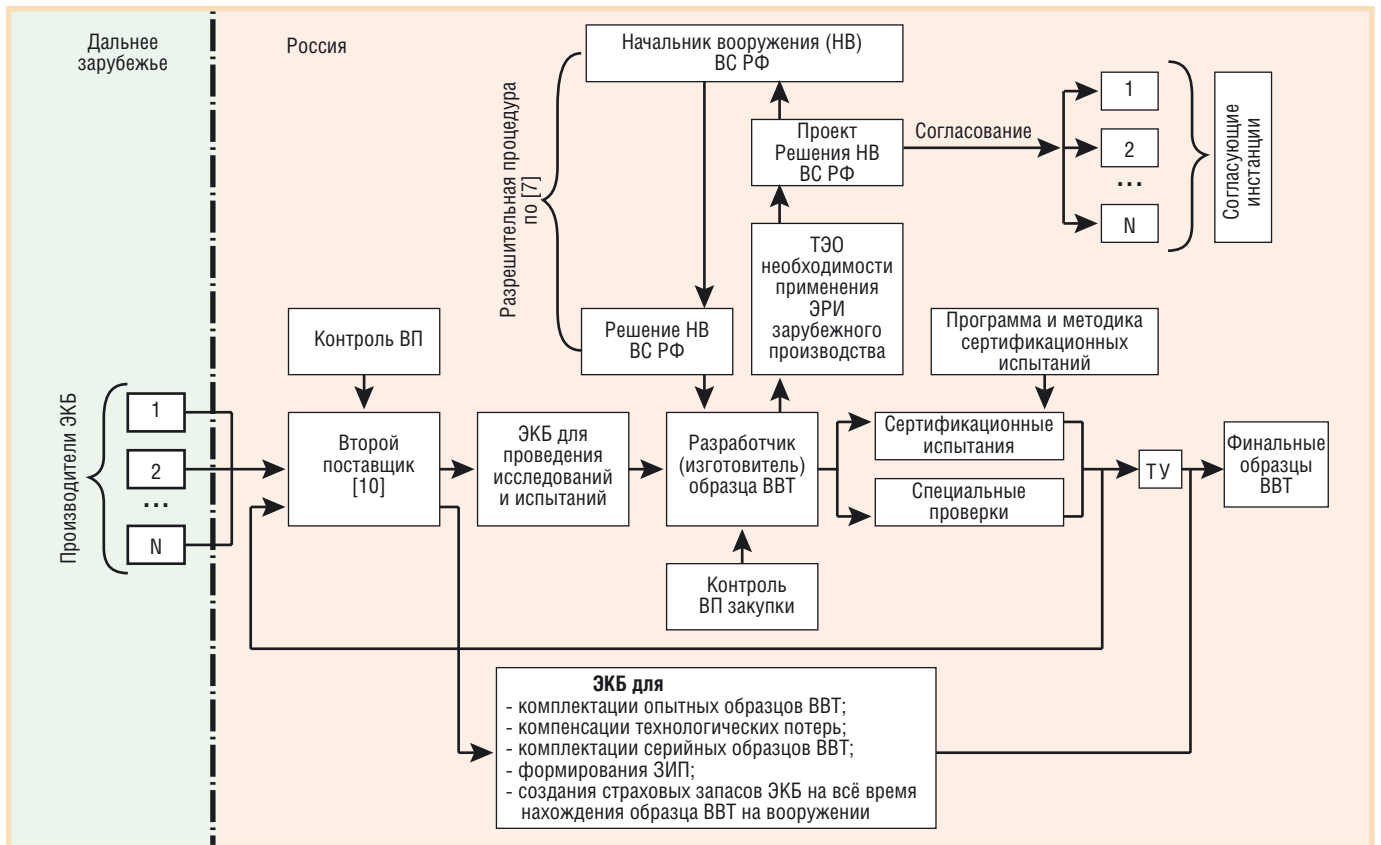 Дальнее
зарубежье
Россия
Начальник вооружения (НВ)
ВС РФ
Разрешительная процедура
по [7]
Проект
Решения НВ
ВС РФ
Согласование
1
2
...
N
Согласующие
инстанции
ТЭО
необходимости
применения
ЭРИ
зарубежного
производства
Контроль ВП
Решение НВ
ВС РФ
Программа и методика
сертификационных
испытаний
Производители ЭКБ
1
2
...
N
Второй
поставщик
[10]
ЭКБ для
проведения
исследований
и испытаний
Разработчик
(изготовитель)
образца ВВТ
Сертификационные
испытания
Специальные
проверки
ТУ
Финальные
образцы
ВВТ
Контроль
ВП закупки
ЭКБ для
- комплектации опытных образцов ВВТ;
- компенсации технологических потерь;
- комплектации серийных образцов ВВТ;
- формирования ЗИП;
- создания страховых запасов ЭКБ на всё время
нахождения образца ВВТ на вооружении